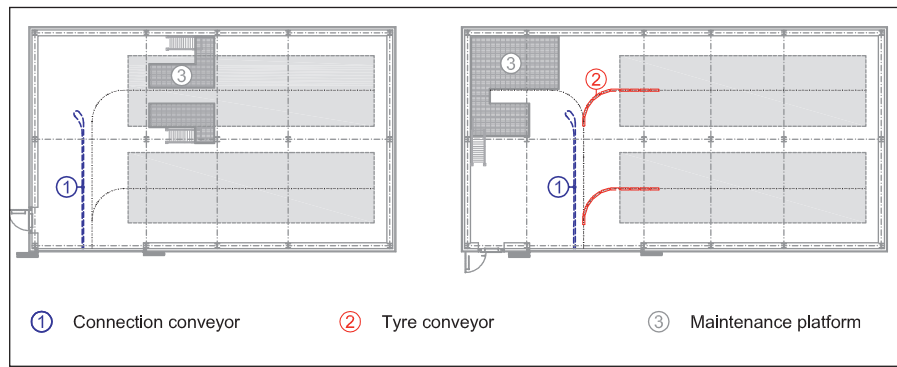 3
1
3
2
1
1 Connection conveyor
2 Tyre conveyor
3 Maintenance platform